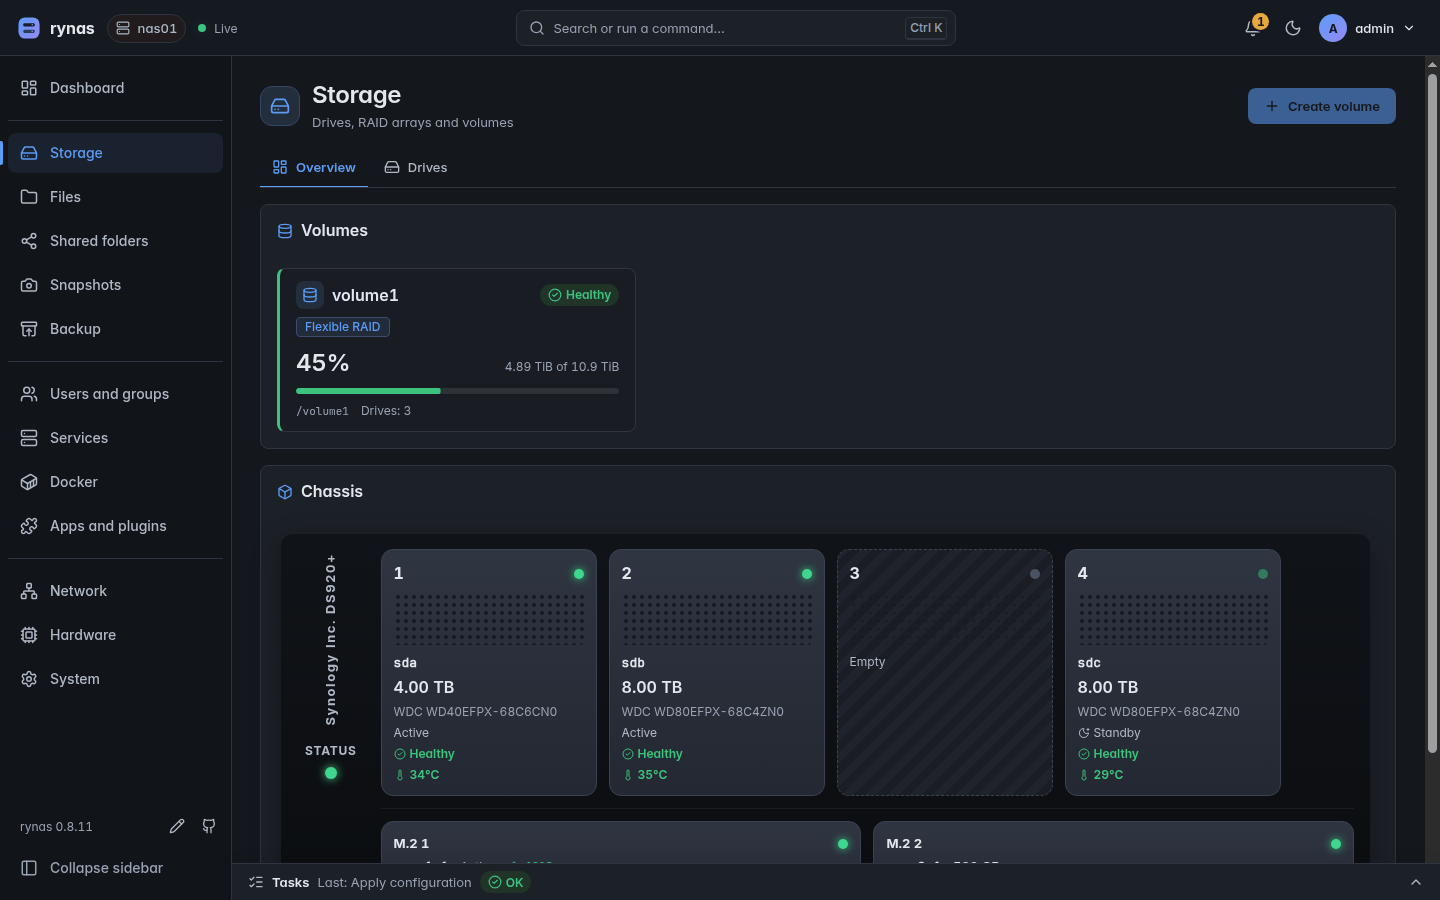 rynas
nas01
Live
Search or run a command...
Ctrl K
1
A
admin
Dashboard
Storage
Files
Shared folders
Snapshots
Backup
Users and groups
Services
Docker
Apps and plugins
Network
Hardware
System
rynas 0.8.11
Collapse sidebar
Storage
Drives, RAID arrays and volumes
Create volume
Overview
Drives
Volumes
volume1
Healthy
Flexible RAID
45%
4.89 TiB of 10.9 TiB
/volume1 Drives: 3
Chassis
Synology Inc. DS920+
STATUS
1
sda
4.00 TB
WDC WD40EFPX-68C6CN0
Active
Healthy
34°C
2
sdb
8.00 TB
WDC WD80EFPX-68C4ZN0
Active
Healthy
35°C
3
Empty
4
sdc
8.00 TB
WDC WD80EFPX-68C4ZN0
Standby
Healthy
29°C
M.2 1
M.2 2
Tasks Last: Apply configuration OK